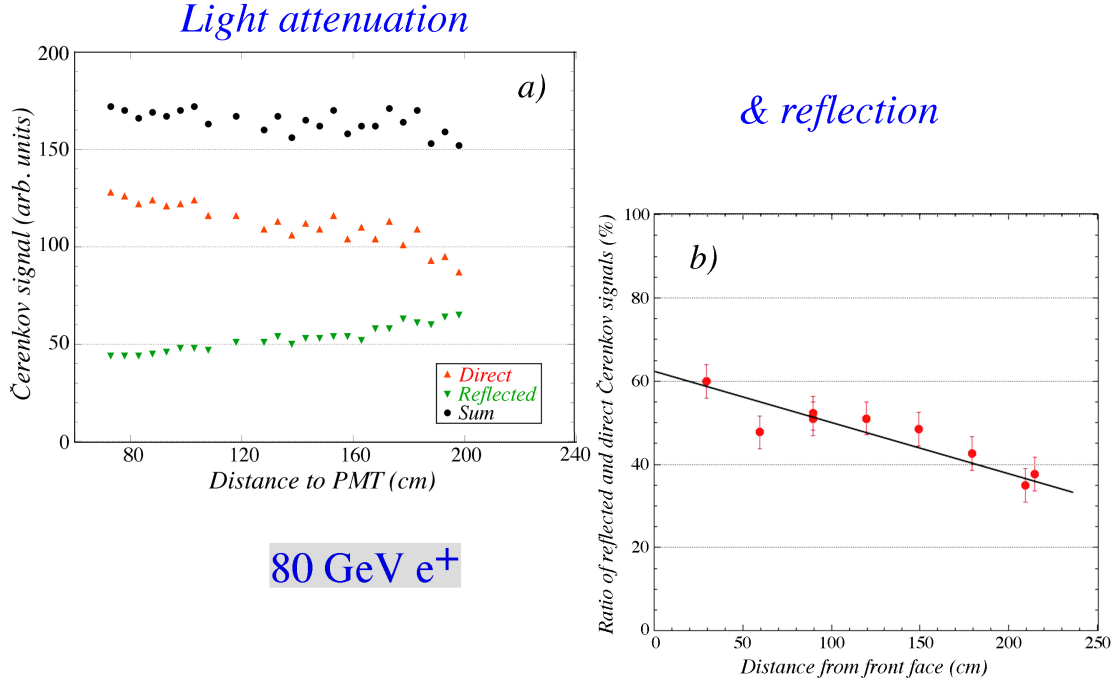 Light attenuation
& reflection
a)
Čerenkov signal (arb. units)
200
150
100
50
0
80
120
160
200
240
Distance to PMT (cm)
Direct
Reflected
Sum
80 GeV e+
b)
Ratio of reflected and direct Čerenkov signals (%)
100
80
60
40
20
0
0
50
100
150
200
250
Distance from front face (cm)